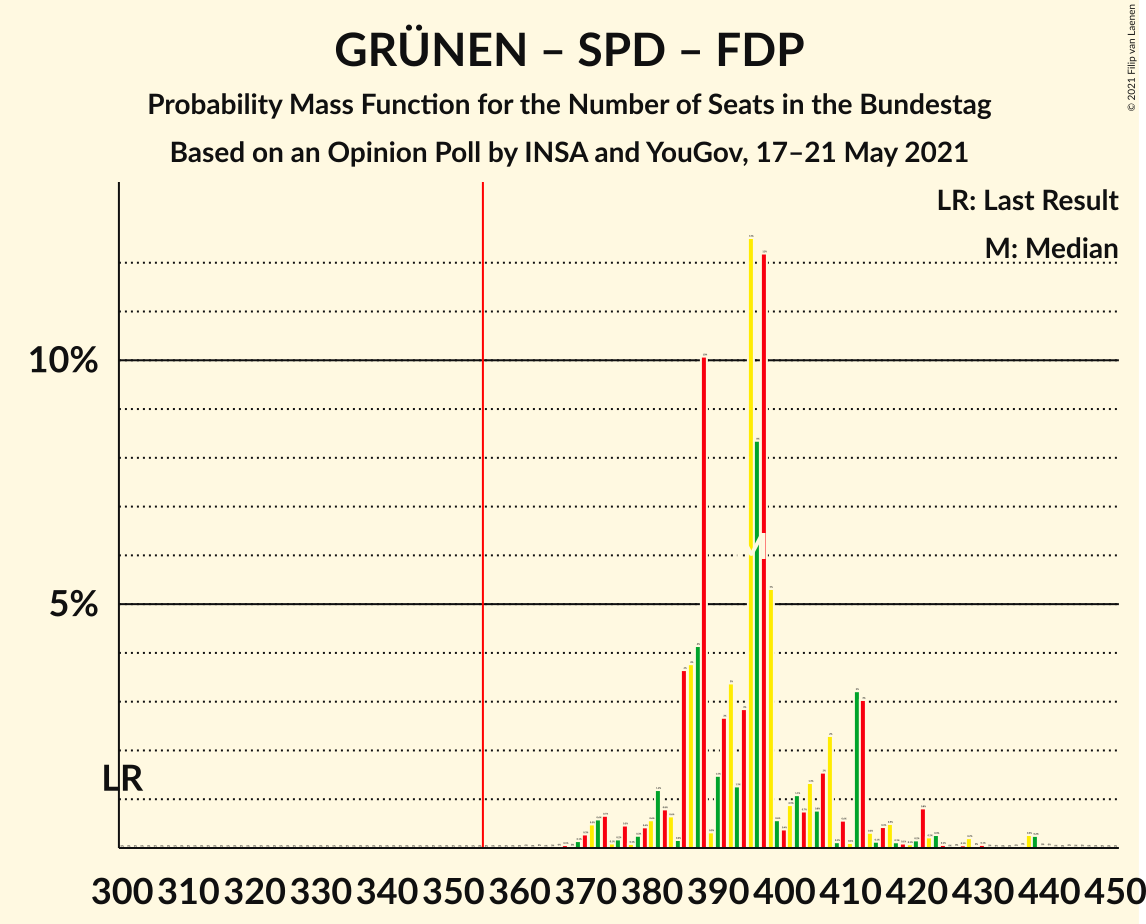 GRÜNEN – SPD – FDP
Probability Mass Function for the Number of Seats in the Bundestag
Based on an Opinion Poll by INSA and YouGov, 17–21 May 2021
© 2021 Filip van Laenen
LR: Last Result
M: Median
10%
5%
LR
300 310 320 330 340 350 360 370 380 390 400 410 420 430 440 450